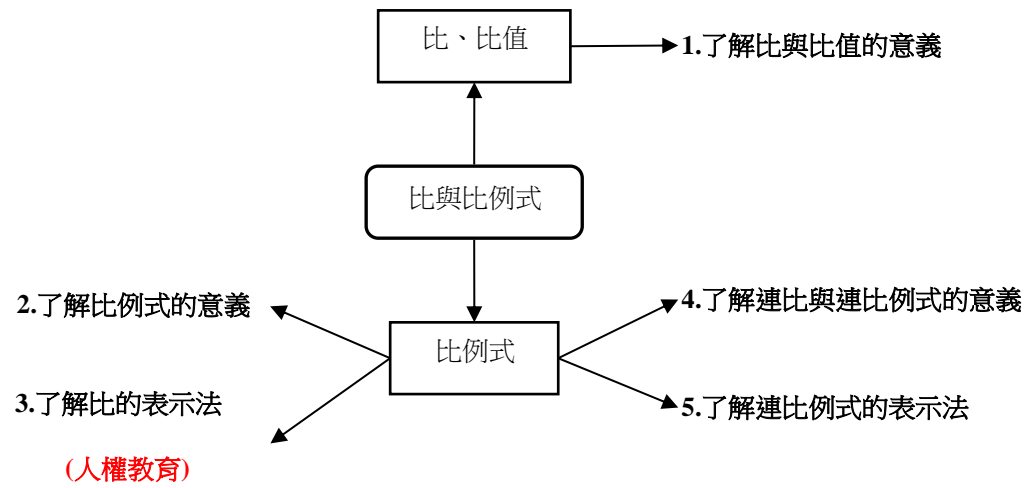 比、比值
1.了解比與比值的意義
比與比例式
2.了解比例式的意義
4.了解連比與連比例式的意義
比例式
3.了解比的表示法
5.了解連比例式的表示法
(人權教育)